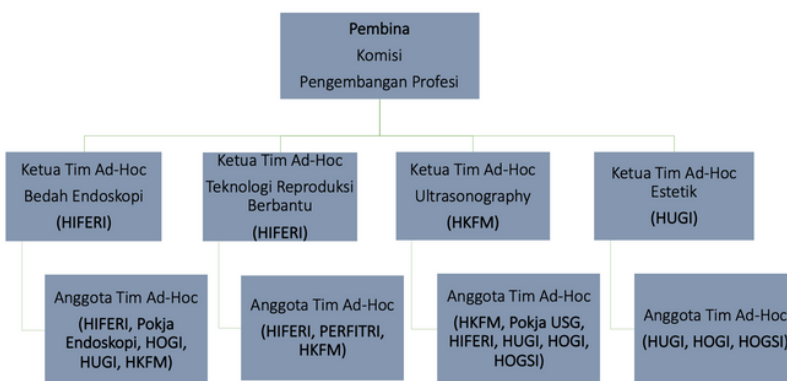 Pembina
Komisi
Pengembangan Profesi
Ketua Tim Ad-Hoc
Bedah Endoskopi
(HIFERI)
Ketua Tim Ad-Hoc
Teknologi Reproduksi
Berbantu
(HIFERI)
Ketua Tim Ad-Hoc
Ultrasonography
(HKFM)
Ketua Tim Ad-Hoc
Estetik
(HUGI)
Anggota Tim Ad-Hoc
(HIFERI, Pokja
Endoskopi, HOGI,
HUGI, HKFM)
Anggota Tim Ad-Hoc
(HIFERI, PERFITRI,
HKFM)
Anggota Tim Ad-Hoc
(HKFM, Pokja USG,
HIFERI, HUGI, HOGI,
HOGSI)
Anggota Tim Ad-Hoc
(HUGI, HOGI, HOGSI)